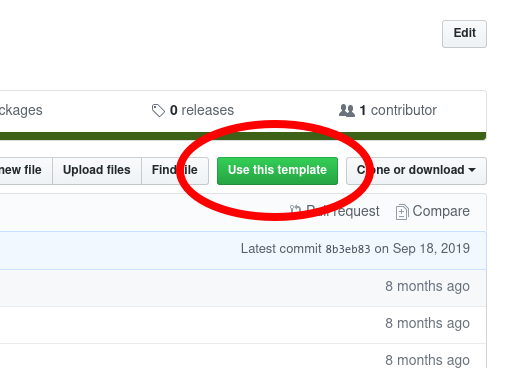 Edit
ckages 0 releases 1 contributor
new file Upload files Find file Use this template Clone or download
Pull request Compare
Latest commit 8b3eb83 on Sep 18, 2019
8 months ago
8 months ago
8 months ago